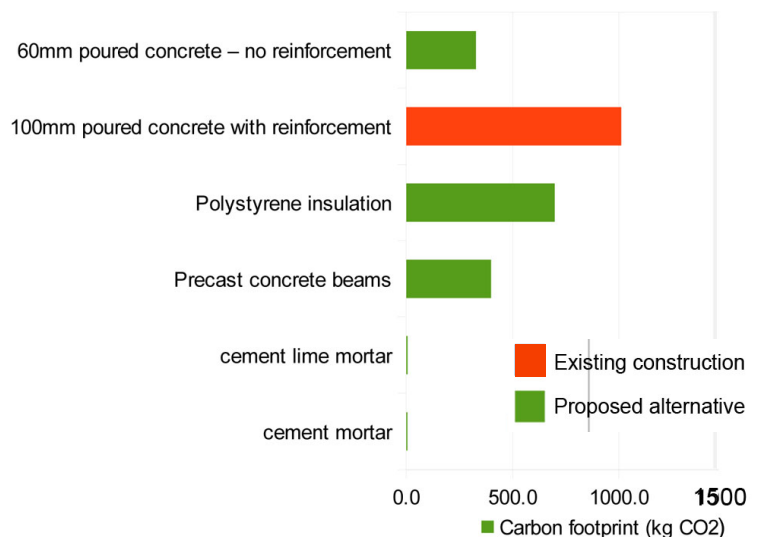 60mm poured concrete – no reinforcement
100mm poured concrete with reinforcement
Polystyrene insulation
Precast concrete beams
cement lime mortar
cement mortar
Existing construction
Proposed alternative
0.0 500.0 1000.0 1500
Carbon footprint (kg CO2)